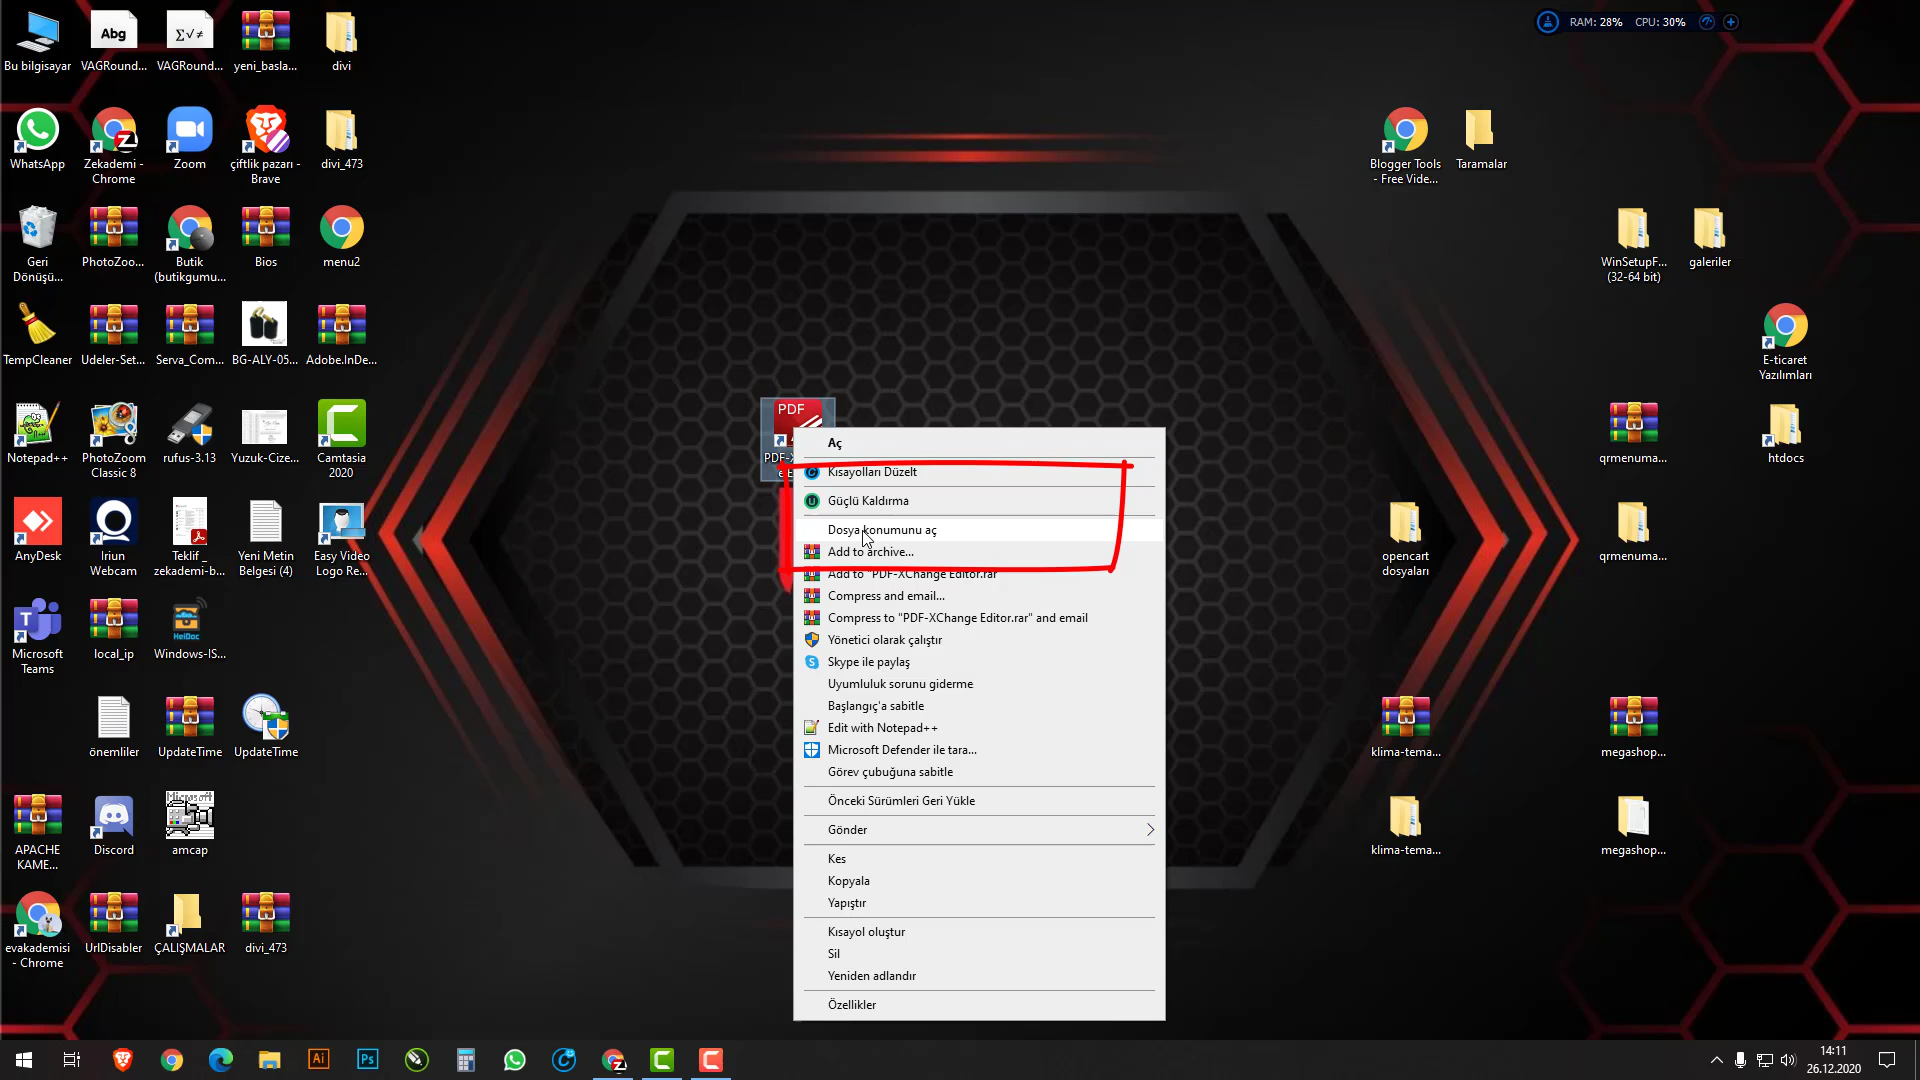 RAM: 28% CPU: 30%
Abg
Σ√≠
Bu bilgisayar
VAGRound...
VAGRound...
yeni_basla...
divi
WhatsApp
Zekademi -
Chrome
Zoom
çiftlik pazarı -
Brave
divi_473
Blogger Tools
- Free Vide...
Taramalar
Geri
Dönüşü...
PhotoZoo...
Butik
(butikgumu...
Bios
menu2
WinSetupF...
(32-64 bit)
galeriler
TempCleaner
Udeler-Set...
Serva_Com...
BG-ALY-05...
Adobe.InDe...
E-ticaret
Yazılımları
Notepad++
PhotoZoom
Classic 8
rufus-3.13
Yuzuk-Cize...
Camtasia
2020
PDF
qrmenuma...
htdocs
AnyDesk
Iriun
Webcam
Teklif_
zekademi-b...
Yeni Metin
Belgesi (4)
Easy Video
Logo Re...
opencart
dosyaları
qrmenuma...
Microsoft
Teams
local_ip
HeiDoc
Windows-IS...
önemliler
UpdateTime
UpdateTime
klima-tema...
megashop...
APACHE
KAME...
Discord
Microsoft
amcap
klima-tema...
megashop...
evakademisi
- Chrome
UrlDisabler
ÇALIŞMALAR
divi_473
Aç
Kısayolları Düzelt
Güçlü Kaldırma
Dosya konumunu aç
Add to archive...
Add to "PDF-XChange Editor.rar"
Compress and email...
Compress to "PDF-XChange Editor.rar" and email
Yönetici olarak çalıştır
Skype ile paylaş
Uyumluluk sorunu giderme
Başlangıç'a sabitle
Edit with Notepad++
Microsoft Defender ile tara...
Görev çubuğuna sabitle
Önceki Sürümleri Geri Yükle
Gönder
Kes
Kopyala
Yapıştır
Kısayol oluştur
Sil
Yeniden adlandır
Özellikler
Ai
Ps
14:11
26.12.2020